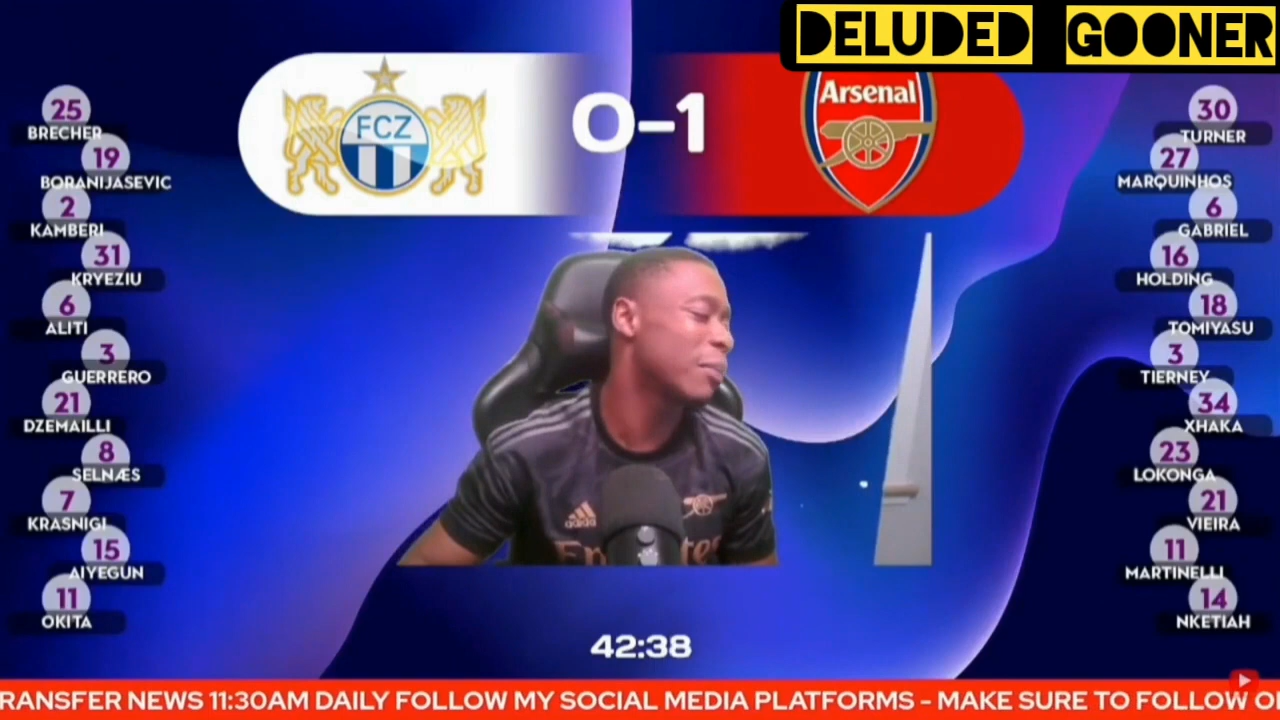 DELUDED GOONER
FCZ
0-1
Arsenal
25
BRECHER
19
BORANIJASEVIC
2
KAMBERI
31
KRYEZIU
6
ALITI
3
GUERRERO
21
DZEMAILLI
8
SELNÆS
7
KRASNIGI
15
AIYEGUN
11
OKITA
30
TURNER
27
MARQUINHOS
6
GABRIEL
16
HOLDING
18
TOMIYASU
3
TIERNEY
34
XHAKA
23
LOKONGA
21
VIEIRA
11
MARTINELLI
14
NKETIAH
adidas
42:38
RANSFER NEWS 11:30AM DAILY FOLLOW MY SOCIAL MEDIA PLATFORMS - MAKE SURE TO FOLLOW